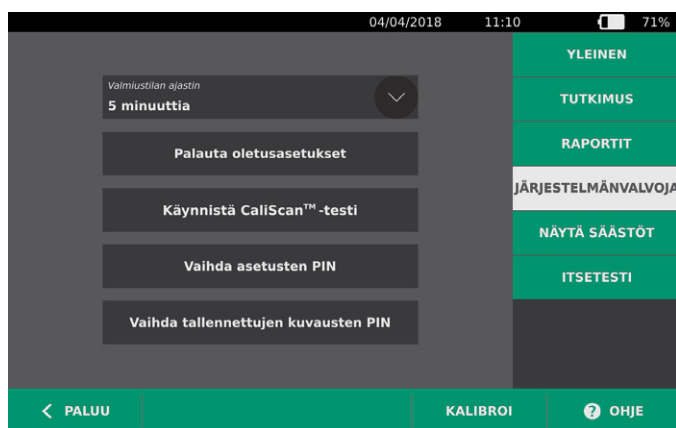 04/04/2018 11:10 71%
YLEINEN
Valmiustilan ajastin
5 minuuttia
TUTKIMUS
Palauta oletusasetukset
RAPORTIT
JÄRJESTELMÄNVALVOJA
Käynnistä CaliScan™-testi
NÄYTÄ SÄÄSTÖT
Vaihda asetusten PIN
ITSETESTI
Vaihda tallennettujen kuvausten PIN
PALUU
KALIBROI
? OHJE